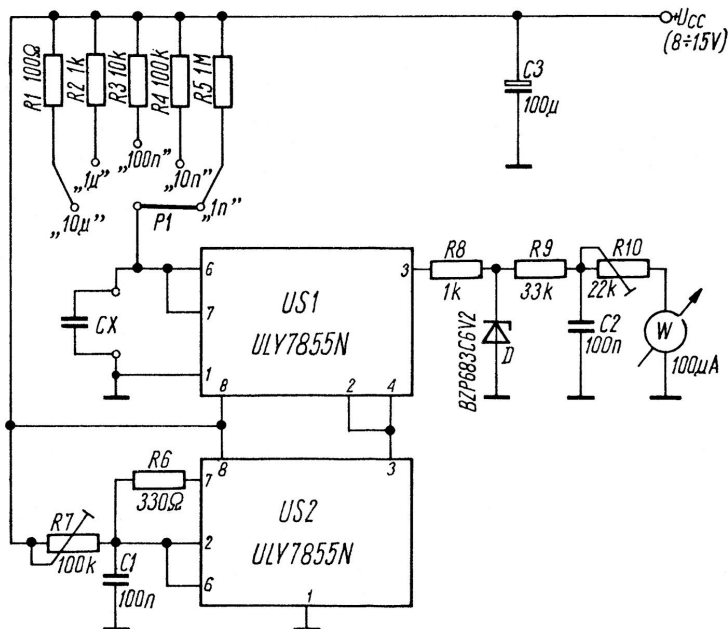 +UCC
(8÷15V)
R1 100Ω
R2 1k
R3 10k
R4 100k
R5 1M
C3
100μ
„10μ”
„1μ”
„100n”
„10n”
„1n”
P1
CX
6
7
1
8
3
2
4
US1
ULY7855N
R8
1k
BZP683C6V2
D
R9
33k
C2
100n
R10
22k
W
100μA
R7
100k
R6
330Ω
C1
100n
8
3
7
2
6
1
US2
ULY7855N